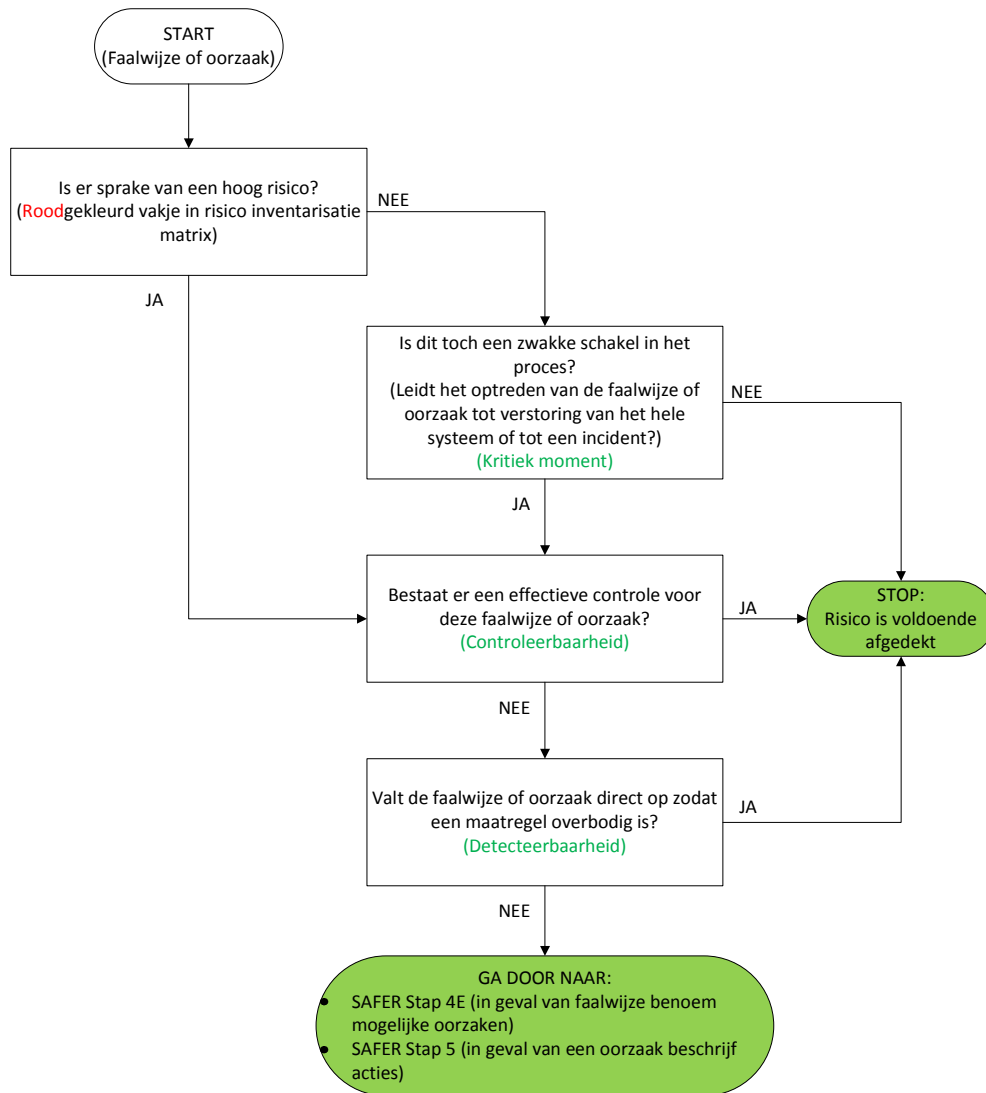 START
(Faalwijze of oorzaak)
Is er sprake van een hoog risico?
(Roodgekleurd vakje in risico inventarisatie
matrix)
NEE
JA
Is dit toch een zwakke schakel in het
proces?
(Leidt het optreden van de faalwijze of
oorzaak tot verstoring van het hele
systeem of tot een incident?)
(Kritiek moment)
NEE
JA
Bestaat er een effectieve controle voor
deze faalwijze of oorzaak?
(Controleerbaarheid)
JA
STOP:
Risico is voldoende
afgedekt
NEE
Valt de faalwijze of oorzaak direct op zodat
een maatregel overbodig is?
(Detecteerbaarheid)
JA
NEE
GA DOOR NAAR:
• SAFER Stap 4E (in geval van faalwijze benoem
mogelijke oorzaken)
• SAFER Stap 5 (in geval van een oorzaak beschrijf
acties)